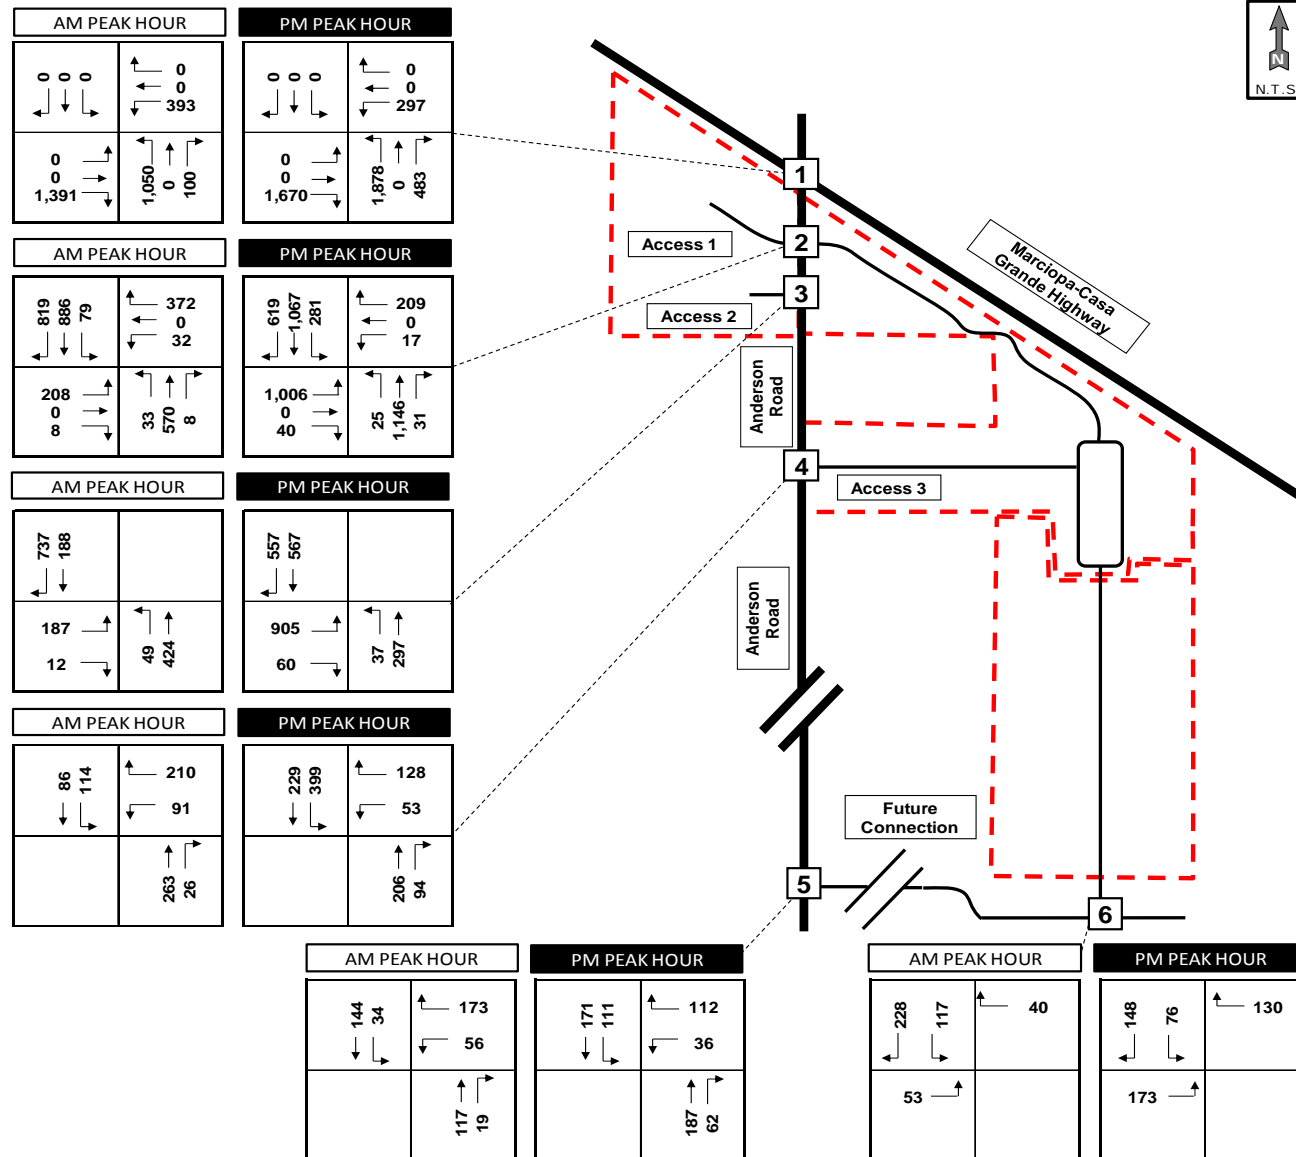 AM PEAK HOUR
PM PEAK HOUR
0 0 0
0
0
393
0
0
1,391
1,050 0 100
0 0 0
0
0
297
0
0
1,670
1,878 0 483
AM PEAK HOUR
PM PEAK HOUR
819 886 79
372
0
32
208
0
8
33 570 8
619 1,067 281
209
0
17
1,006
0
40
25 1,146 31
AM PEAK HOUR
PM PEAK HOUR
737 188
187
12
49 424
557 567
905
60
37 297
AM PEAK HOUR
PM PEAK HOUR
86 114
210
91
263 26
229 399
128
53
206 94
N
N.T.S
1
2
3
4
5
6
Access 1
Access 2
Access 3
Marciopa-Casa
Grande Highway
Anderson
Road
Anderson
Road
Future
Connection
AM PEAK HOUR
PM PEAK HOUR
144 34
173
56
117 19
171 111
112
36
187 62
AM PEAK HOUR
PM PEAK HOUR
228 117
40
53
148 76
130
173